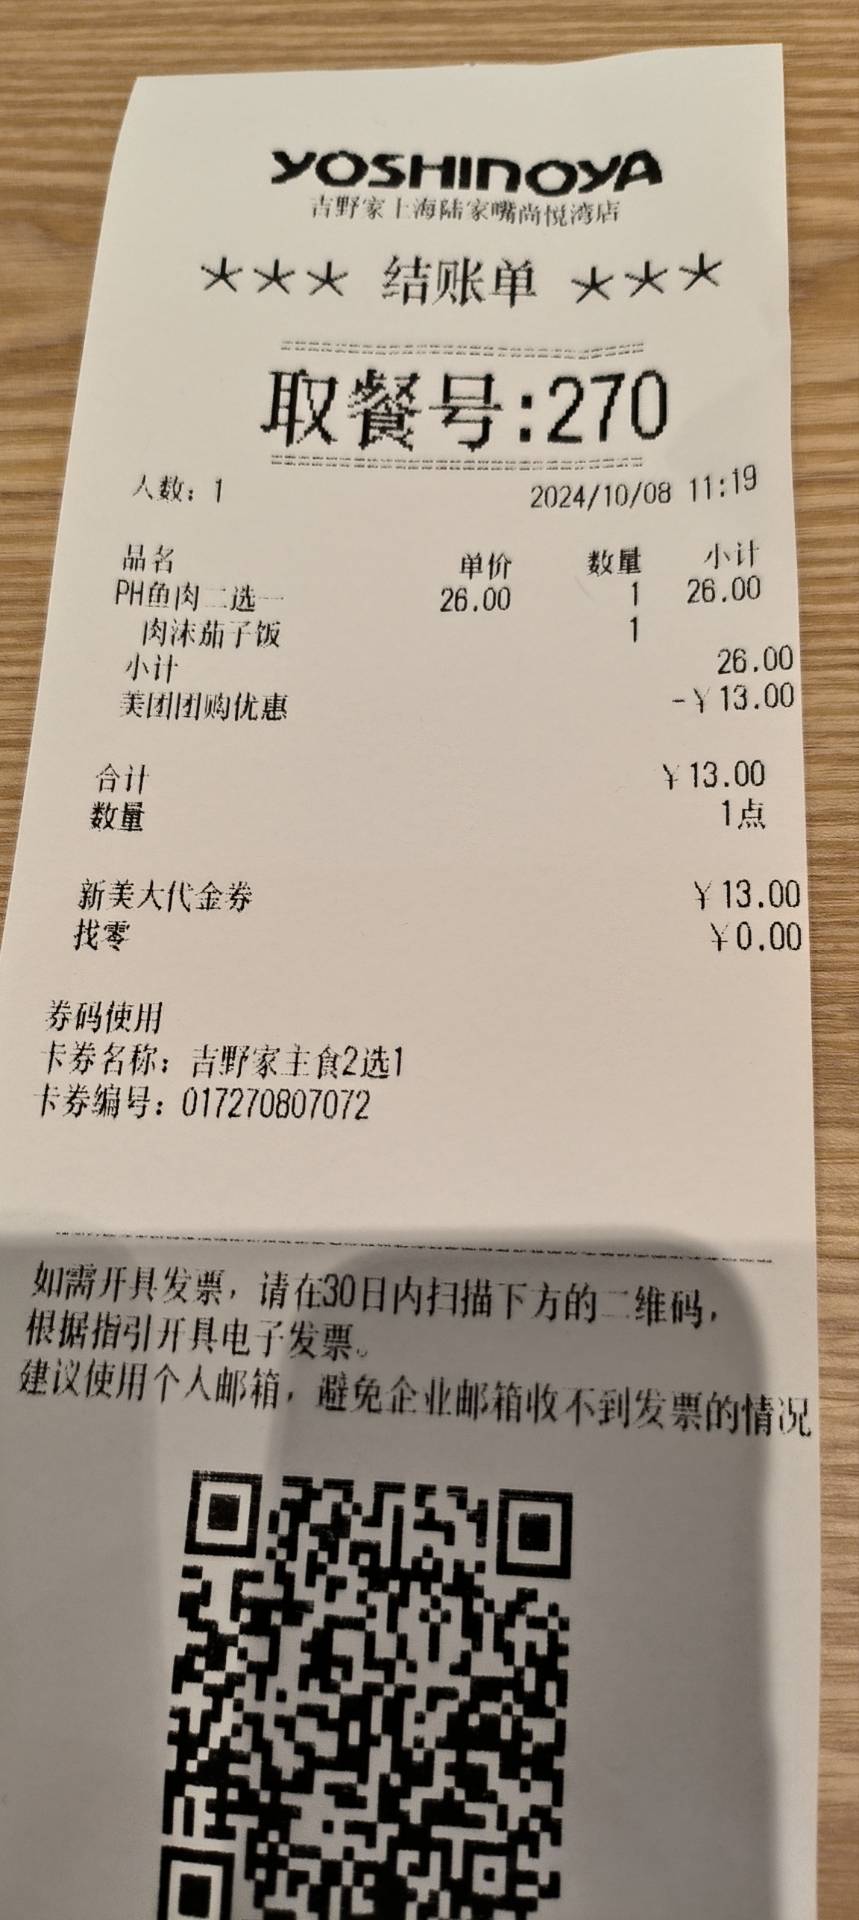 YOSHINOYA
吉野家上海陆家嘴尚悦湾店
*** 结账单 ***
取餐号:270
人数: 1 2024/10/08 11:19
品名 单价 数量 小计
PH鱼肉二选一 26.00 1 26.00
肉沫茄子饭 1
小计 26.00
美团团购优惠 -¥13.00
合计 ¥13.00
数量 1点
新美大代金券 ¥13.00
找零 ¥0.00
券码使用
卡券名称: 吉野家主食2选1
卡券编号: 017270807072
如需开具发票，请在30日内扫描下方的二维码，
根据指引开具电子发票。
建议使用个人邮箱，避免企业邮箱收不到发票的情况